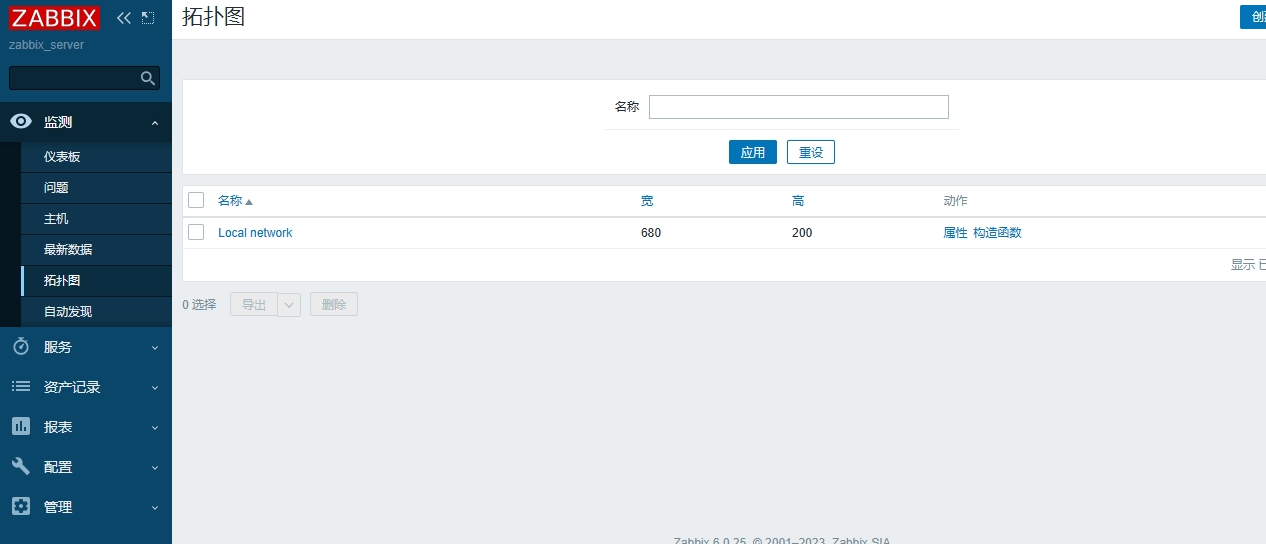 ZABBIX
zabbix_server
监测
仪表板
问题
主机
最新数据
拓扑图
自动发现
服务
资产记录
报表
配置
管理
拓扑图
名称
应用 重设
名称 宽 高 动作
Local network 680 200 属性 构造函数
显示
0 选择 导出 删除
Zabbix 6.0.25. © 2001–2023, Zabbix SIA